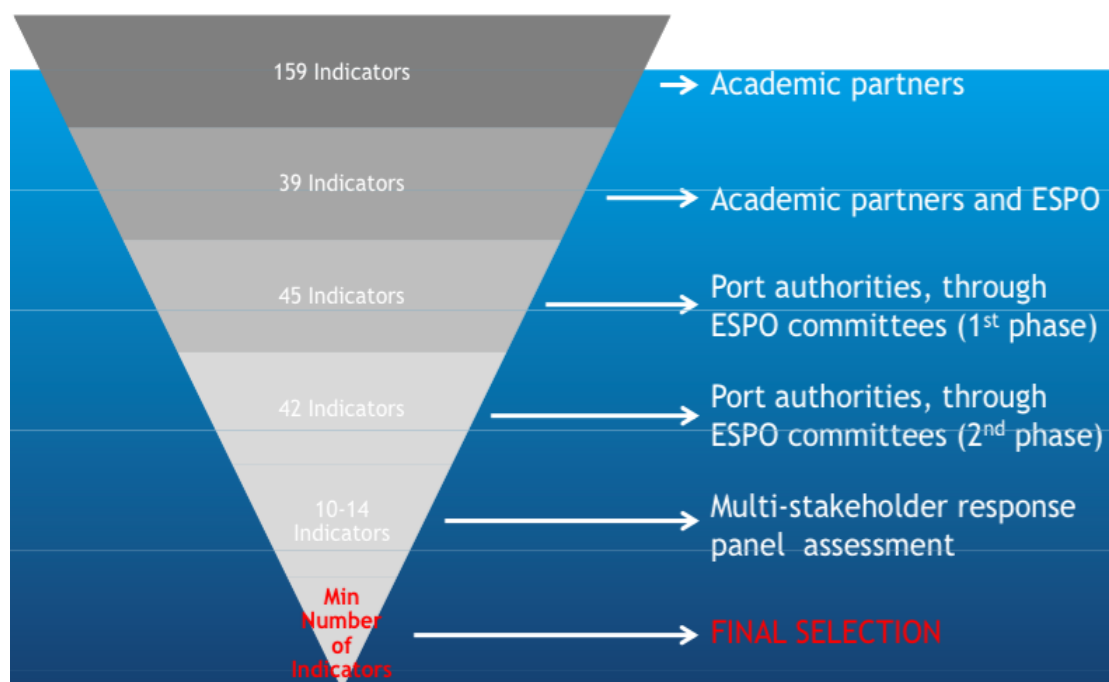 159 Indicators
Academic partners
39 Indicators
Academic partners and ESPO
45 Indicators
Port authorities, through
ESPO committees (1st phase)
42 Indicators
Port authorities, through
ESPO committees (2nd phase)
10-14
Indicators
Multi-stakeholder response
panel assessment
Min
Number
of
Indicators
FINAL SELECTION